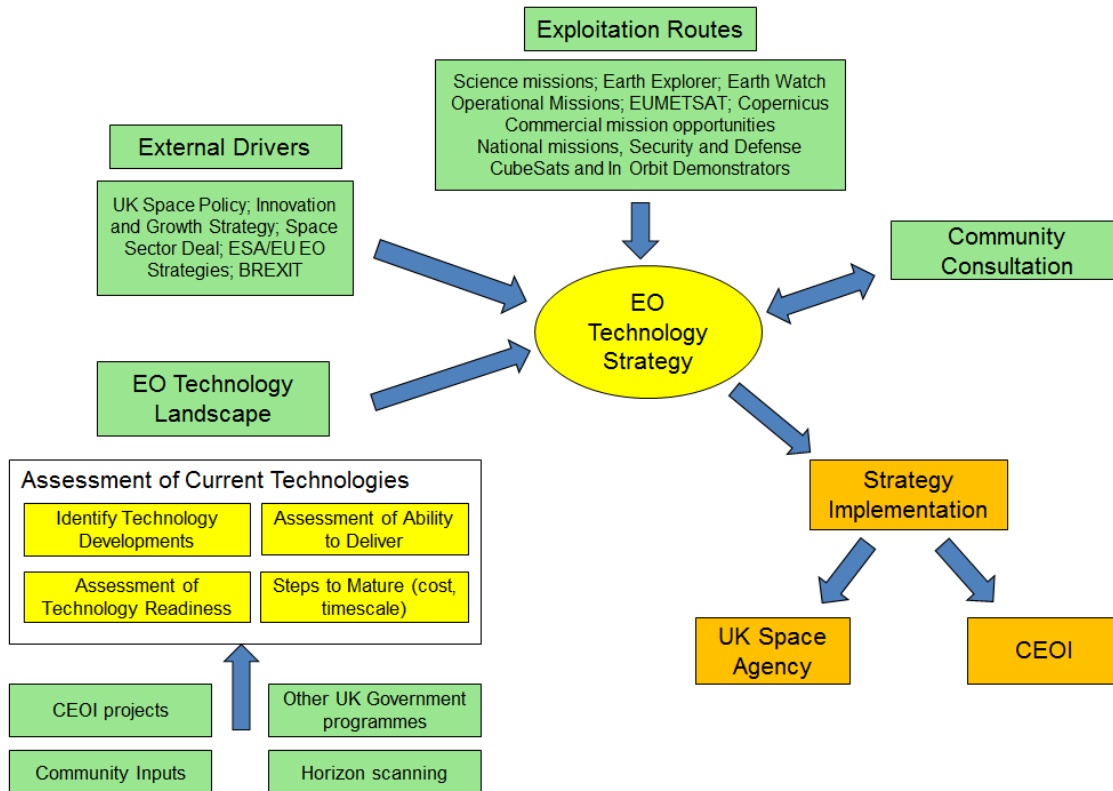 Exploitation Routes
Science missions; Earth Explorer; Earth Watch
Operational Missions; EUMETSAT; Copernicus
Commercial mission opportunities
National missions, Security and Defense
CubeSats and In Orbit Demonstrators
External Drivers
UK Space Policy; Innovation
and Growth Strategy; Space
Sector Deal; ESA/EU EO
Strategies; BREXIT
Community
Consultation
EO
Technology
Strategy
EO Technology
Landscape
Assessment of Current Technologies
Identify Technology
Developments
Assessment of Ability
to Deliver
Assessment of
Technology Readiness
Steps to Mature (cost,
timescale)
Strategy
Implementation
UK Space
Agency
CEOI
CEOI projects
Other UK Government
programmes
Community Inputs
Horizon scanning